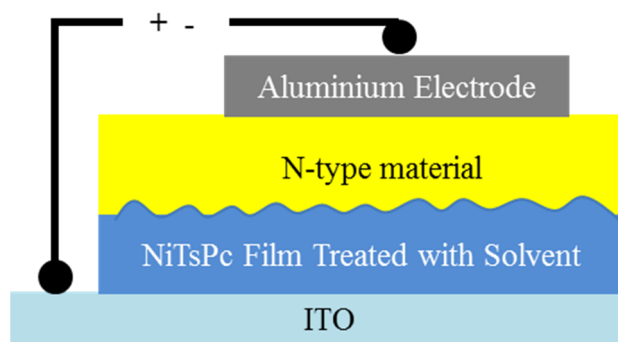 + -
Aluminium Electrode
N-type material
NiTsPc Film Treated with Solvent
ITO